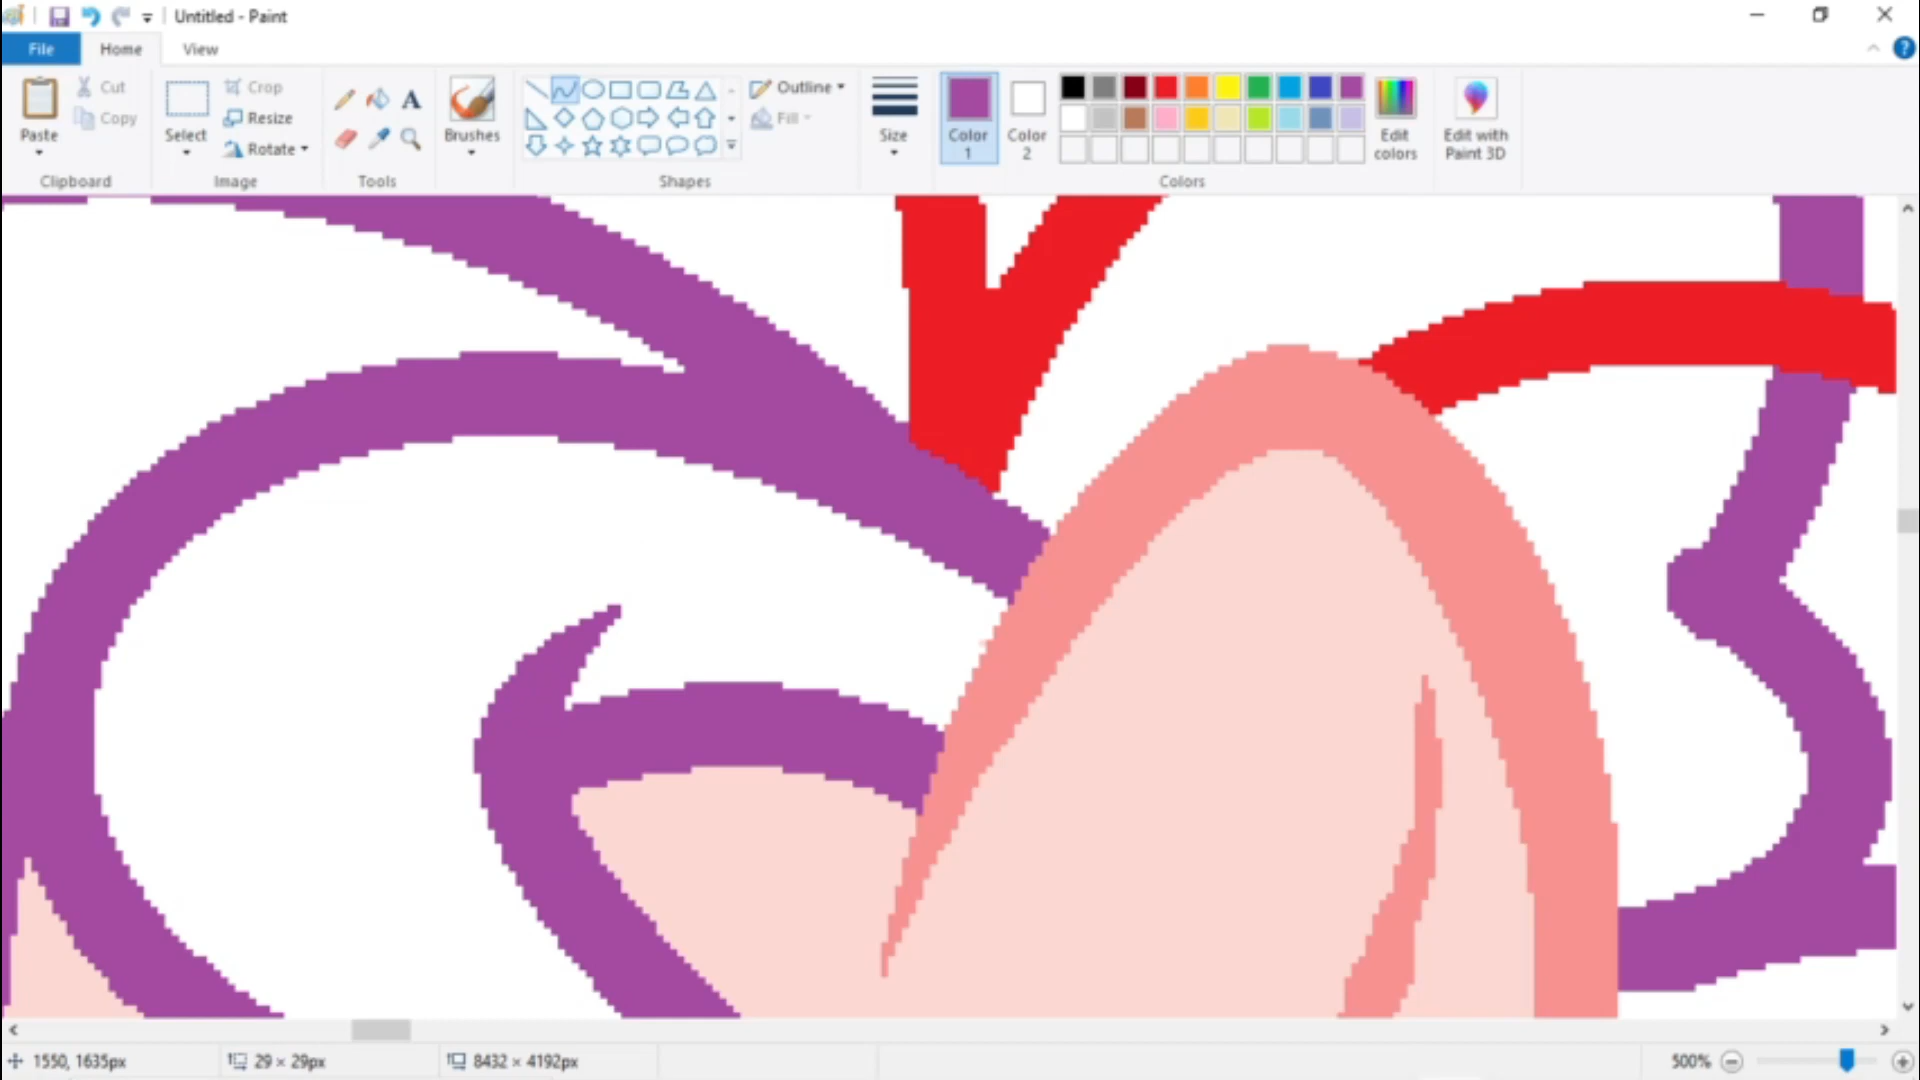 Untitled - Paint
File Home View
Paste
Cut
Copy
Clipboard
Select
Crop
Resize
Rotate
Image
A
Tools
Brushes
Shapes
Outline
Fill
Size
Color 1
Color 2
Edit colors
Colors
Edit with Paint 3D
?
1550, 1635px
29 × 29px
8432 × 4192px
500%